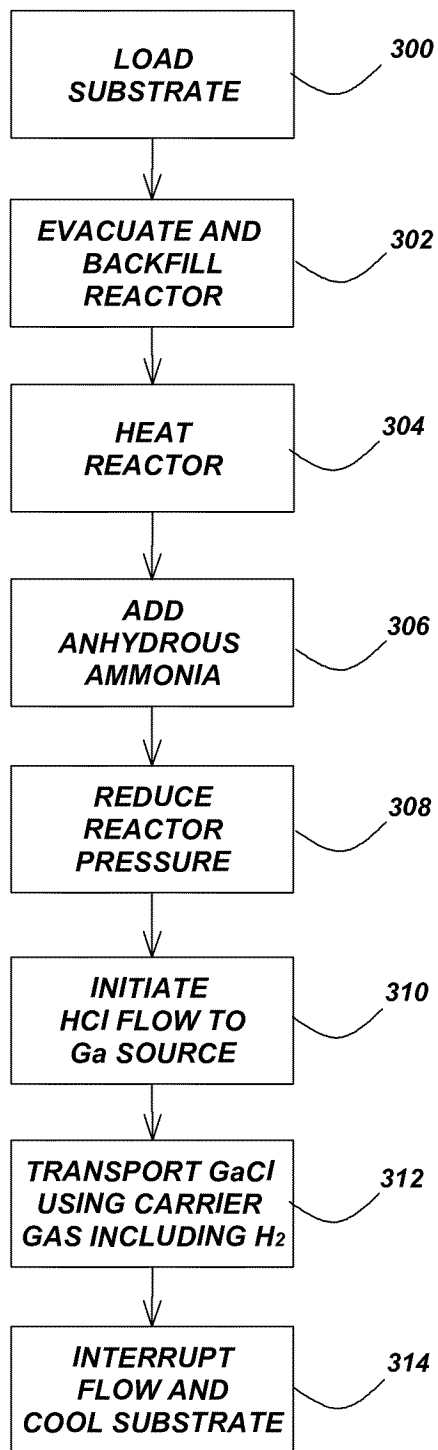 LOAD
SUBSTRATE
300
EVACUATE AND
BACKFILL
REACTOR
302
HEAT
REACTOR
304
ADD
ANHYDROUS
AMMONIA
306
REDUCE
REACTOR
PRESSURE
308
INITIATE
HCl FLOW TO
Ga SOURCE
310
TRANSPORT GaCl
USING CARRIER
GAS INCLUDING H2
312
INTERRUPT
FLOW AND
COOL SUBSTRATE
314